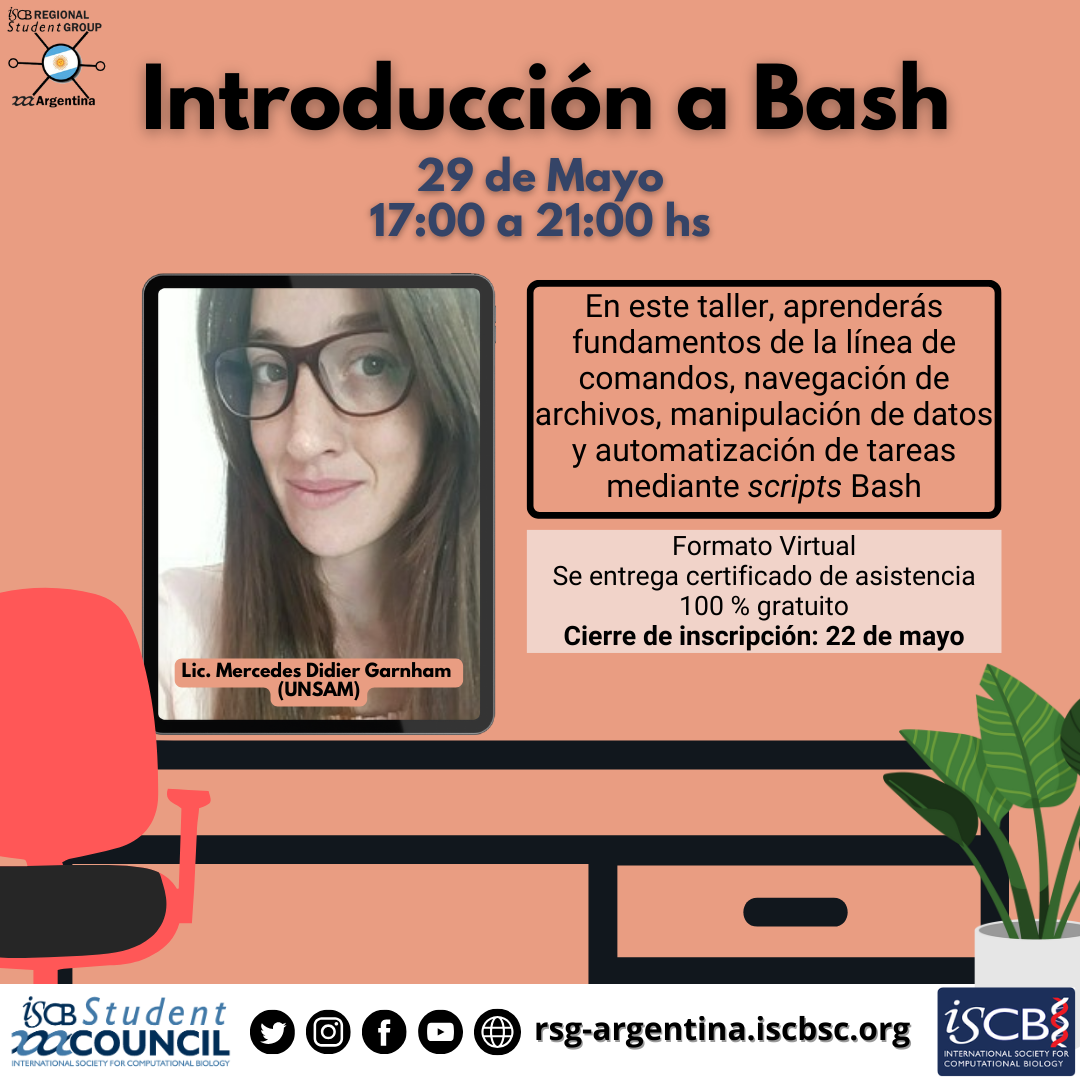 iSCB REGIONAL
Student GROUP
Argentina
Introducción a Bash
29 de Mayo
17:00 a 21:00 hs
En este taller, aprenderás
fundamentos de la línea de
comandos, navegación de
archivos, manipulación de datos
y automatización de tareas
mediante scripts Bash
Formato Virtual
Se entrega certificado de asistencia
100 % gratuito
Cierre de inscripción: 22 de mayo
Lic. Mercedes Didier Garnham
(UNSAM)
iSCB Student
COUNCIL
INTERNATIONAL SOCIETY FOR COMPUTATIONAL BIOLOGY
rsg-argentina.iscbsc.org
iSCB
INTERNATIONAL SOCIETY FOR
COMPUTATIONAL BIOLOGY